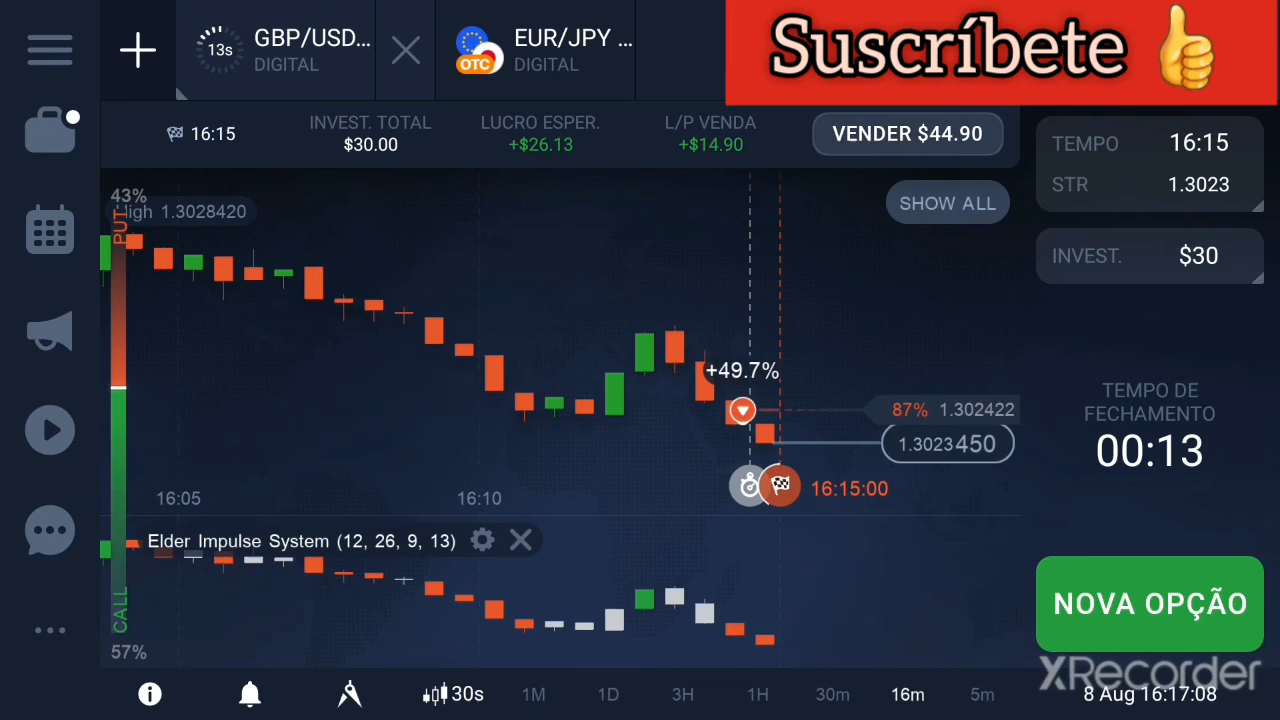 13s
GBP/USD...
DIGITAL
OTC
EUR/JPY ...
DIGITAL
Suscríbete
16:15
INVEST. TOTAL
$30.00
LUCRO ESPER.
+$26.13
L/P VENDA
+$14.90
VENDER $44.90
TEMPO 16:15
STR 1.3023
INVEST. $30
43%
High 1.3028420
PUT
SHOW ALL
+49.7%
87% 1.302422
1.3023450
TEMPO DE
FECHAMENTO
00:13
16:05
16:10
16:15:00
Elder Impulse System (12, 26, 9, 13)
CALL
57%
NOVA OPÇÃO
XRecorder
30s
1M
1D
3H
1H
30m
16m
5m
8 Aug 16:17:08